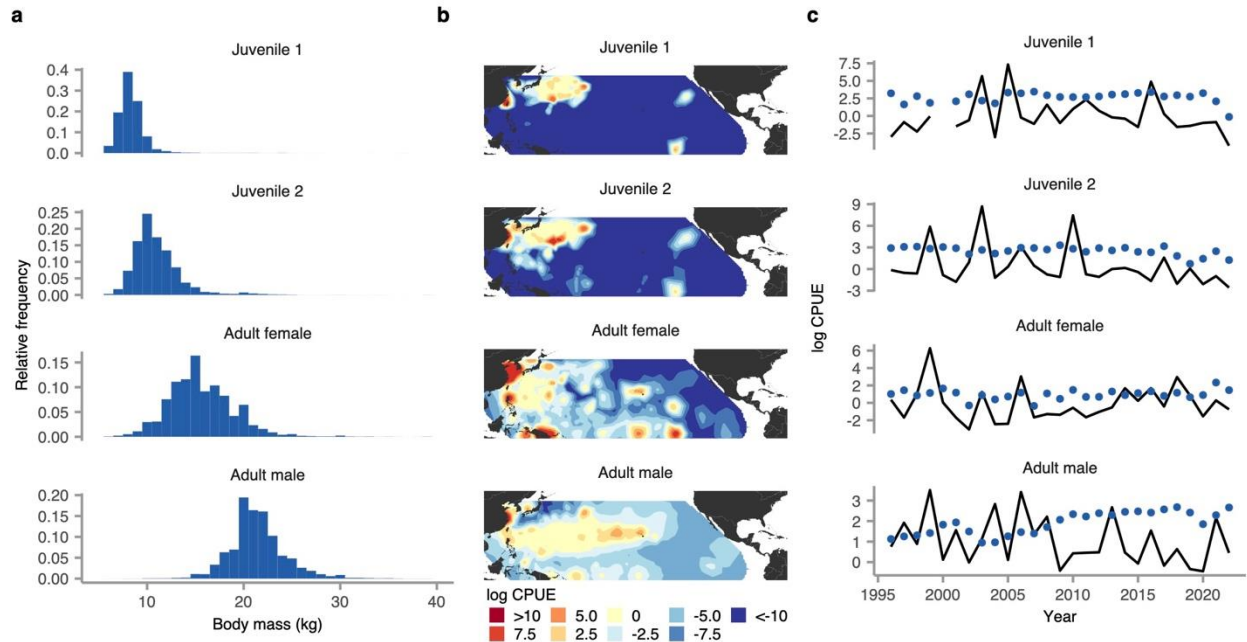 a
b
c
Juvenile 1
0.4
0.3
0.2
0.1
0.0
Juvenile 2
0.25
0.20
0.15
0.10
0.05
0.00
Adult female
0.15
0.10
0.05
0.00
Adult male
0.20
0.15
0.10
0.05
0.00
Relative frequency
10
20
30
40
Body mass (kg)
Juvenile 1
Juvenile 2
Adult female
Adult male
log CPUE
>10
5.0
0
-5.0
<-10
7.5
2.5
-2.5
-7.5
Juvenile 1
7.5
5.0
2.5
0.0
-2.5
Juvenile 2
9
6
3
0
-3
Adult female
6
4
2
0
-2
Adult male
3
2
1
0
log CPUE
1995
2000
2005
2010
2015
2020
Year